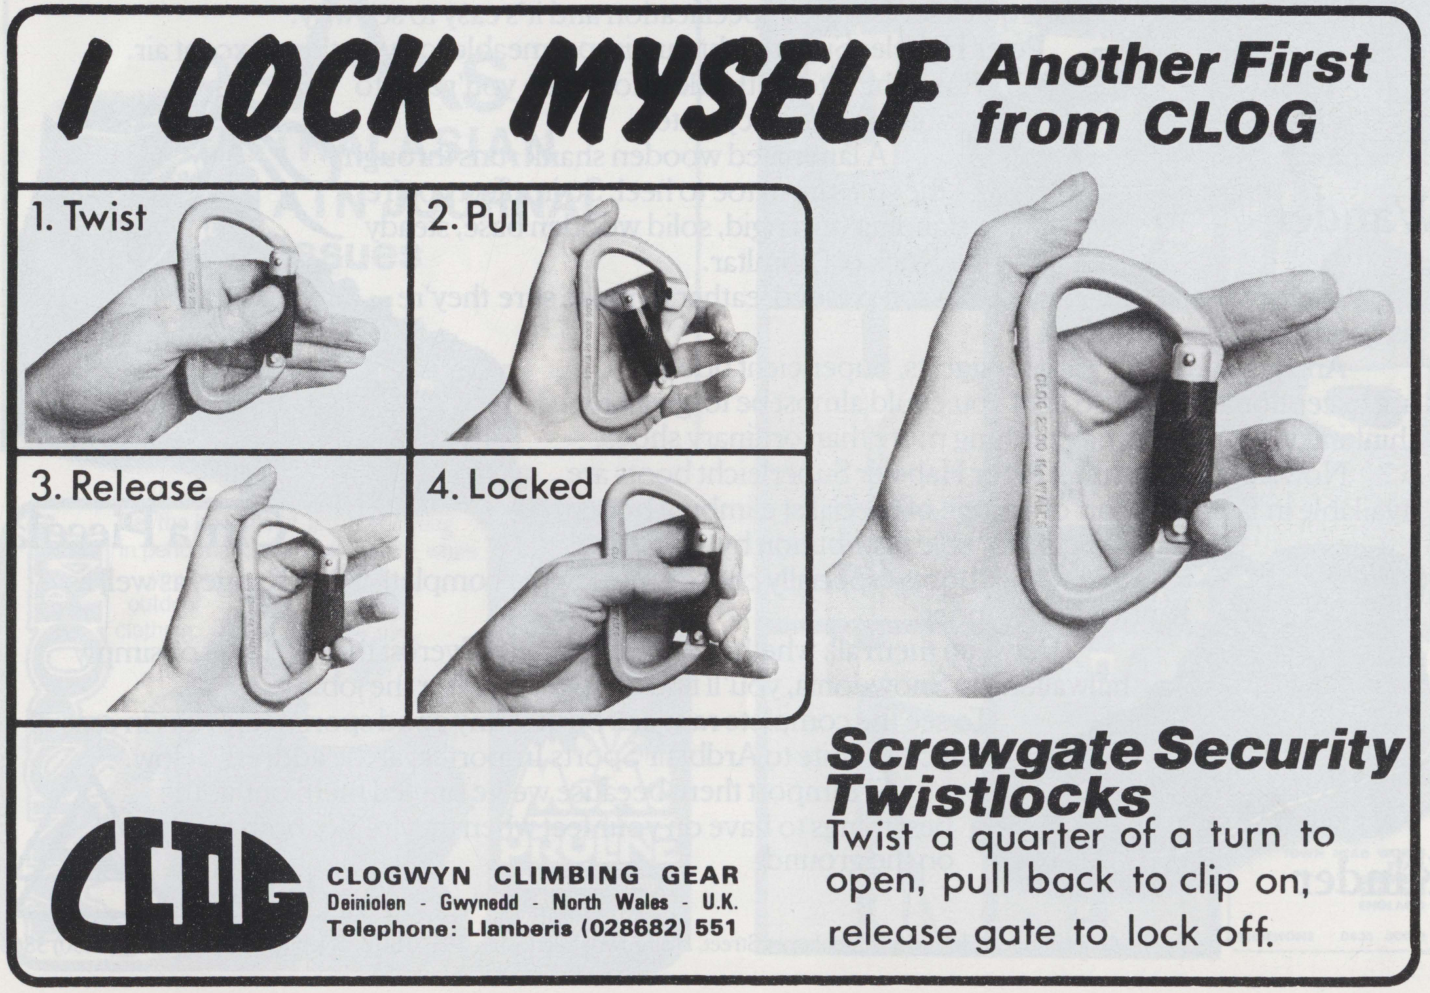 I LOCK MYSELF
Another First
from CLOG
1. Twist
2. Pull
3. Release
4. Locked
Screwgate Security
Twistlocks
Twist a quarter of a turn to
open, pull back to clip on,
release gate to lock off.
CLOG
CLOGWYN CLIMBING GEAR
Deiniolen - Gwynedd - North Wales - U.K.
Telephone: Llanberis (028682) 551